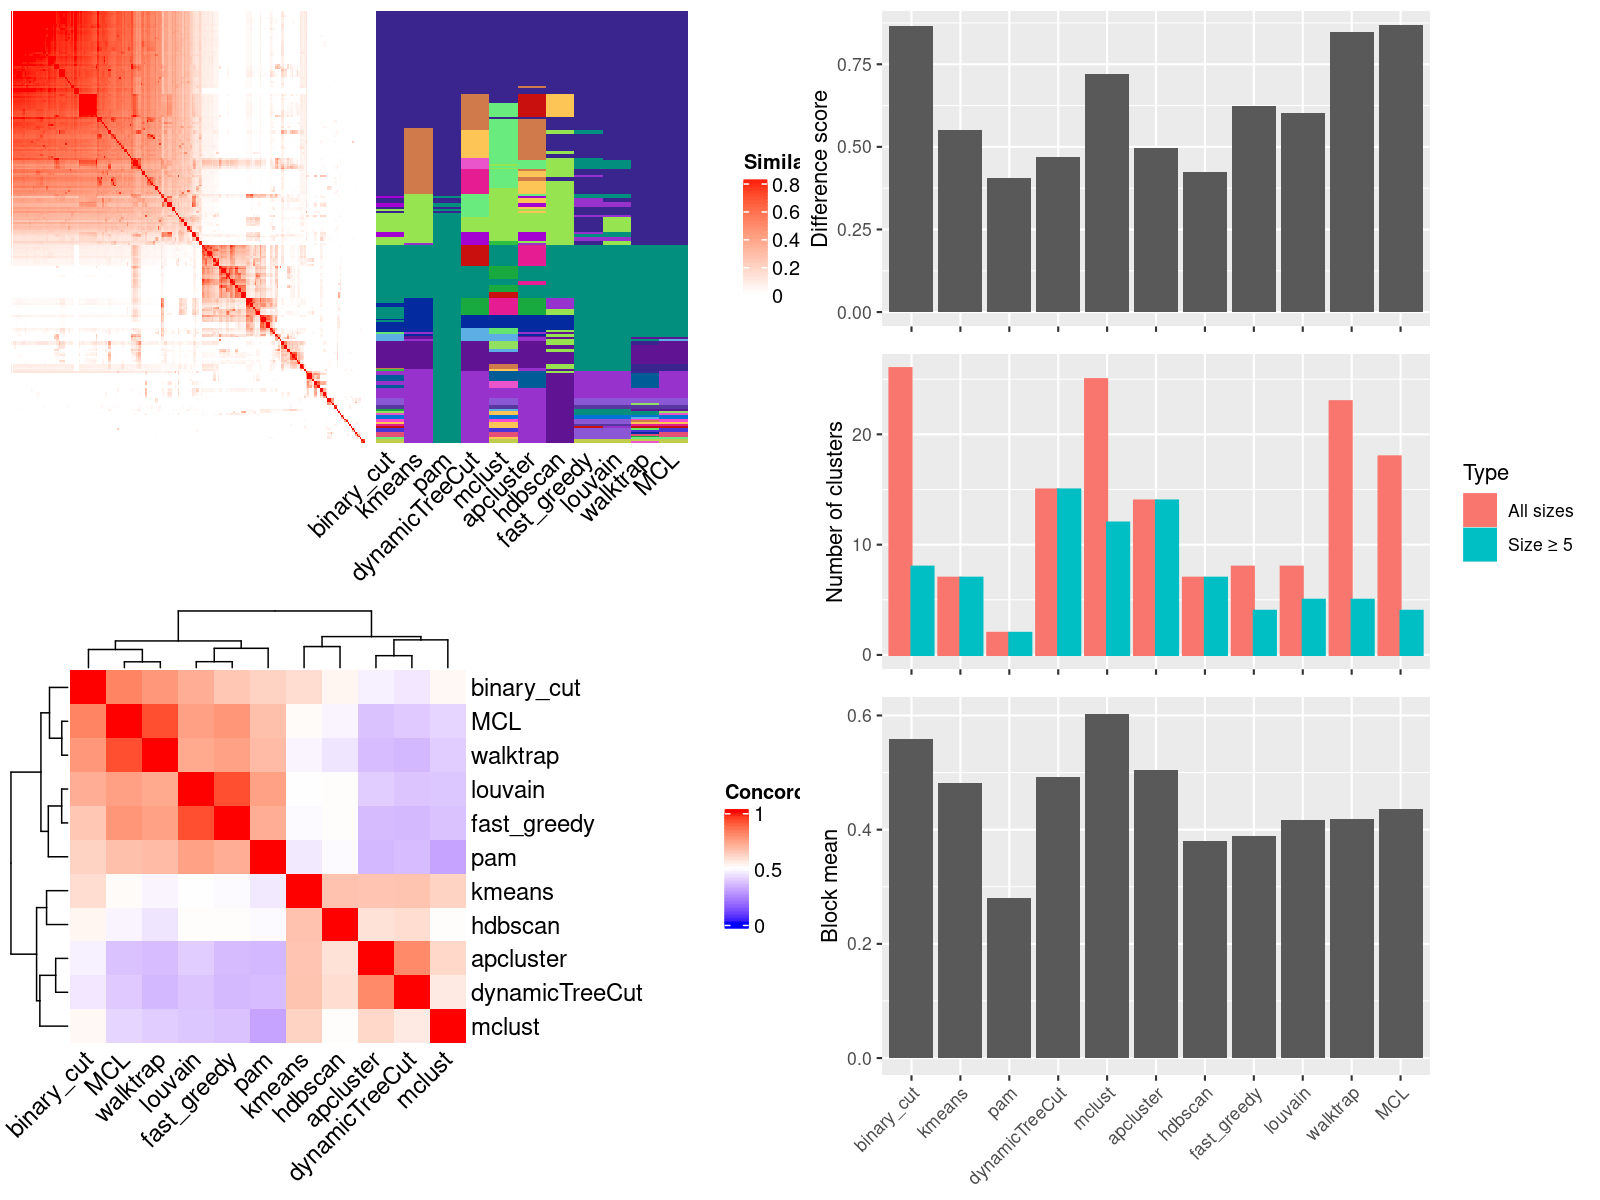 Simila
0.8
0.6
0.4
0.2
0
binary_cut
kmeans
pam
dynamicTreeCut
mclust
apcluster
hdbscan
fast_greedy
louvain
walktrap
MCL
Difference score
0.75
0.50
0.25
0.00
Number of clusters
20
10
0
Type
All sizes
Size ≥ 5
binary_cut
MCL
walktrap
louvain
fast_greedy
pam
kmeans
hdbscan
apcluster
dynamicTreeCut
mclust
binary_cut
MCL
walktrap
louvain
fast_greedy
pam
kmeans
hdbscan
apcluster
dynamicTreeCut
mclust
Concord
1
0.5
0
Block mean
0.6
0.4
0.2
0.0
binary_cut
kmeans
pam
dynamicTreeCut
mclust
apcluster
hdbscan
fast_greedy
louvain
walktrap
MCL